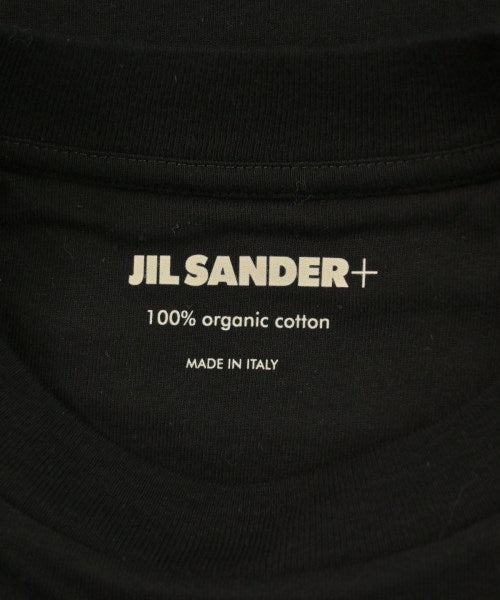 JIL SANDER+
100% organic cotton
MADE IN ITALY